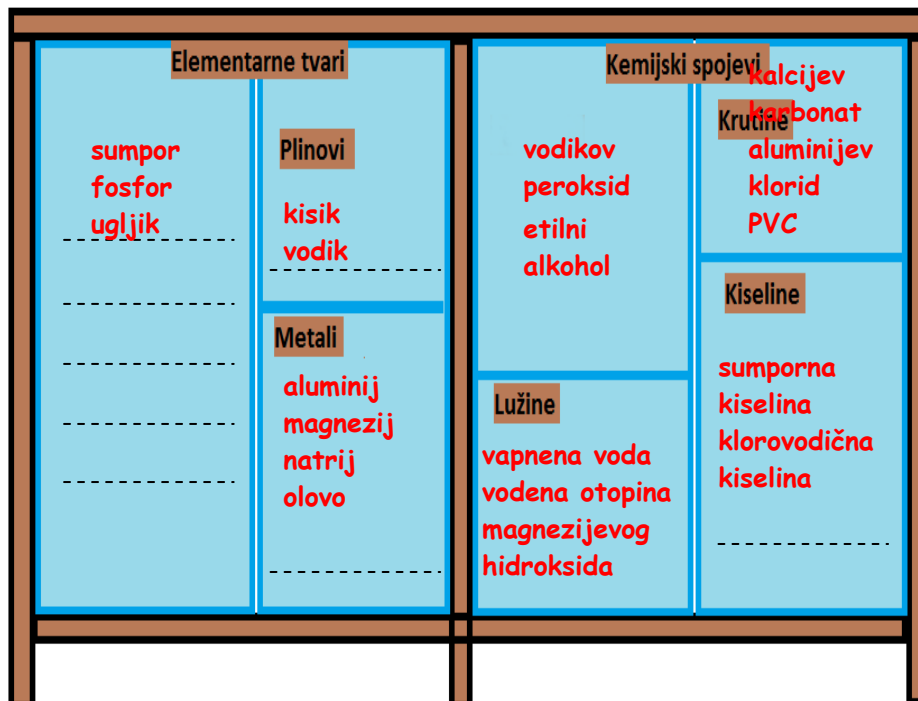 Elementarne tvari
sumpor
fosfor
ugljik
Plinovi
kisik
vodik
Metali
aluminij
magnezij
natrij
olovo
Kemijski spojevi
vodikov
peroksid
etilni
alkohol
Krutine
kalcijev
karbonat
aluminijev
klorid
PVC
Lužine
vapnena voda
vodena otopina
magnezijevog
hidroksida
Kiseline
sumporna
kiselina
klorovodična
kiselina